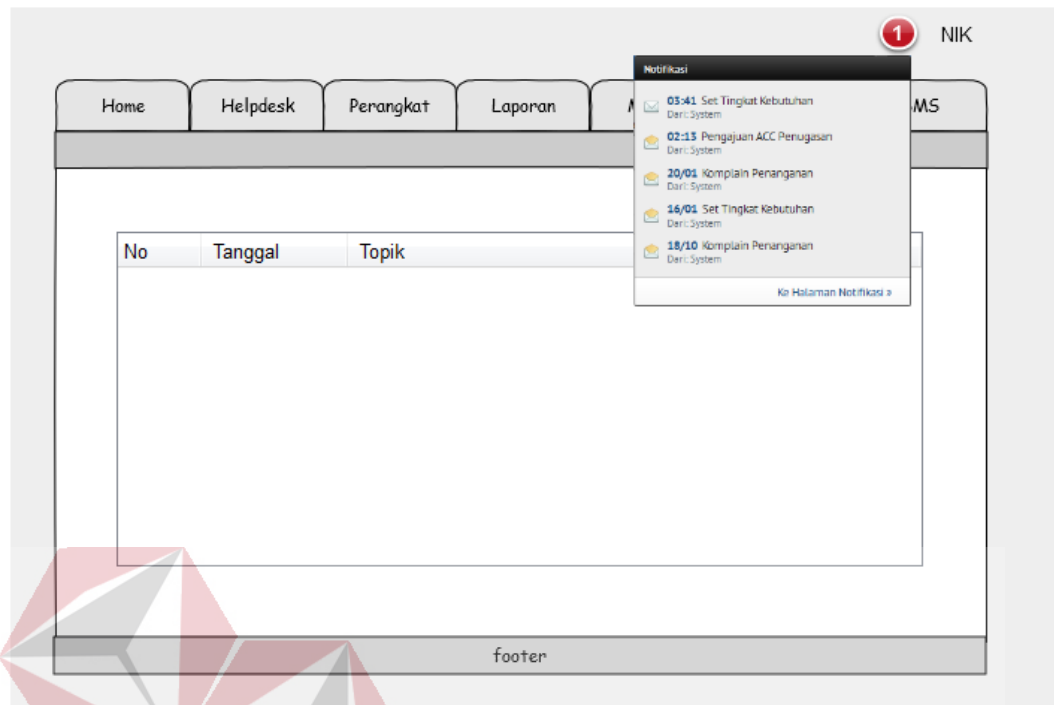 1 NIK
Notifikasi
Home Helpdesk Perangkat Laporan
03:41 Set Tingkat Kebutuhan
Dari: System
02:13 Pengajuan ACC Penugasan
Dari: System
20/01 Komplain Penanganan
Dari: System
16/01 Set Tingkat Kebutuhan
Dari: System
18/10 Komplain Penanganan
Dari: System
Ke Halaman Notifikasi »
No Tanggal Topik
footer